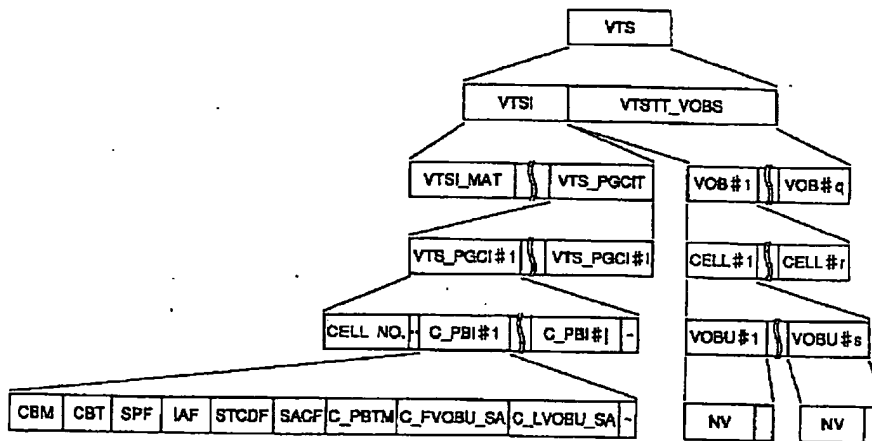 VTS
VTSI VTSTT_VOBS
VTSI_MAT VTS_PGCIT VOB#1 VOB#q
VTS_PGCI#1 VTS_PGCI#i CELL#1 CELL#r
CELL NO. -- C_PBI#1 C_PBI#j - VOBU#1 VOBU#s
CBM CBT SPF IAF STCDF SACF C_PBTM C_FVOBU_SA C_LVOBU_SA - NV NV